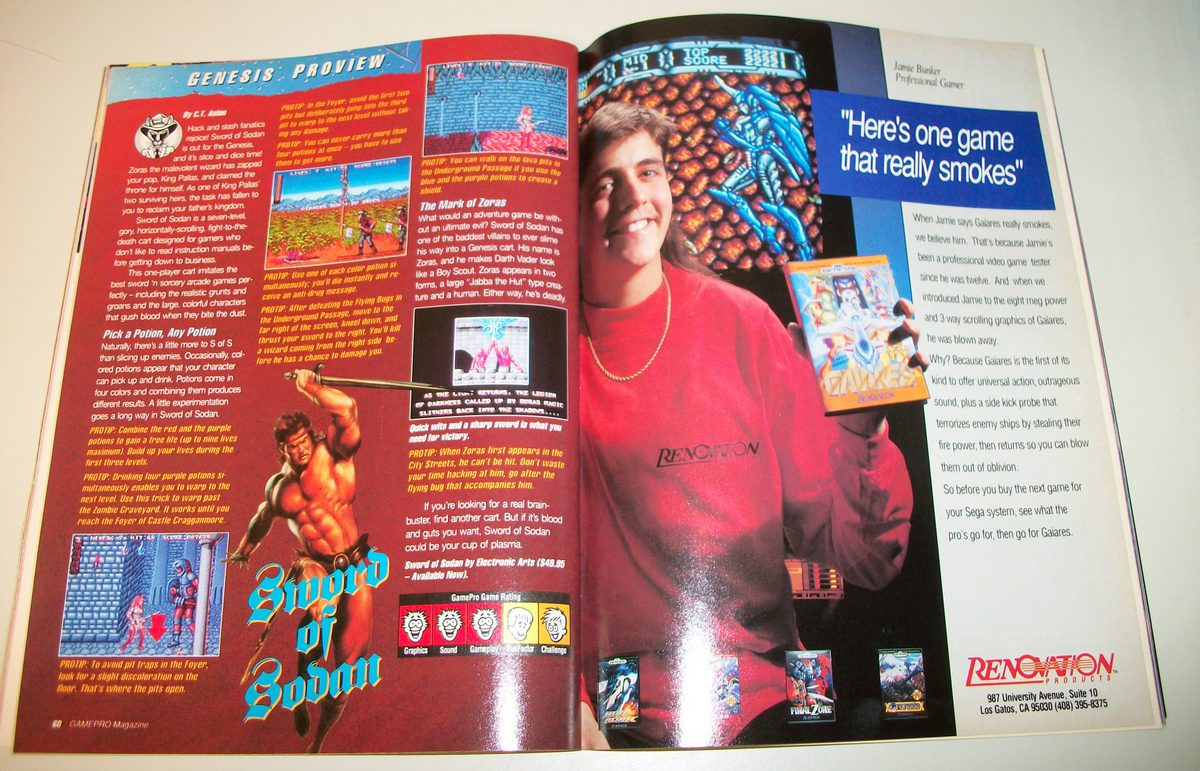 GENESIS PROVIEW
By C.T. Asian
Hack and slash fanatics
rejoice! Sword of Sodan
is out for the Genesis,
and it's slice and dice time!
Zoras the malevolent wizard has zapped
your pop, King Pallas, and claimed the
throne for himself. As one of King Pallas'
two surviving heirs, the task has fallen to
you to reclaim your father's kingdom.
Sword of Sodan is a seven-level,
gory, horizontally-scrolling, fight-to-the-
death cart designed for gamers who
don't like to read instruction manuals be-
fore getting down to business.
This one-player cart imitates the
best sword 'n sorcery arcade games per-
fectly – including the realistic grunts and
groans and the large, colorful characters
that gush blood when they bite the dust.
Pick a Potion, Any Potion
Naturally, there's a little more to S of S
than slicing up enemies. Occasionally, col-
ored potions appear that your character
can pick up and drink. Potions come in
four colors and combining them produces
different results. A little experimentation
goes a long way in Sword of Sodan.
PROTIP: Combine the red and the purple
potions to gain a free life (up to nine lives
maximum). Build up your lives during the
first three levels.
PROTIP: Drinking four purple potions si-
multaneously enables you to warp to the
next level. Use this trick to warp past
the Zombie Graveyard. It works until you
reach the Foyer of Castle Cragganmore.
PROTIP: To avoid pit traps in the Foyer,
look for a slight discoloration on the
floor. That's where the pits open.
60 GAMEPRO Magazine
PROTIP: In the Foyer, avoid the first two
pits but deliberately jump into the third
pit to warp to the next level without tak-
ing any damage.
PROTIP: You can never carry more than
four potions at once – you have to use
them to get more.
PROTIP: Use one of each color potion si-
multaneously, you'll die instantly and re-
ceive an anti-drug message.
PROTIP: After defeating the Flying Bugs in
the Underground Passage, move to the
far right of the screen, kneel down, and
thrust your sword to the right. You'll kill
a wizard coming from the right side be-
fore he has a chance to damage you.
Sword
of
Sodan
PROTIP: You can walk on the lava pits in
the Underground Passage if you use the
blue and the purple potions to create a
shield.
The Mark of Zoras
What would an adventure game be with-
out an ultimate evil? Sword of Sodan has
one of the baddest villains to ever slime
his way into a Genesis cart. His name is
Zoras, and he makes Darth Vader look
like a Boy Scout. Zoras appears in two
forms, a large "Jabba the Hut" type crea-
ture and a human. Either way, he's deadly.
AS THE LIGHT RETURNS, THE LEGION
OF DARKNESS CALLED UP BY ZORAS MAGIC
SLITHERS BACK INTO THE SHADOWS....
Quick wits and a sharp sword is what you
need for victory.
PROTIP: When Zoras first appears in the
City Streets, he can't be hit. Don't waste
your time hacking at him, go after the
flying bug that accompanies him.
If you're looking for a real brain-
buster, find another cart. But if it's blood
and guts you want, Sword of Sodan
could be your cup of plasma.
Sword of Sodan by Electronic Arts ($49.95
– Available Now).
GamePro Game Rating
Graphics Sound Gameplay Fun Factor Challenge
TOP
SCORE
Jamie Bunker
Professional Gamer
"Here's one game
that really smokes"
When Jamie says Gaiares really smokes,
we believe him. That's because Jamie's
been a professional video game tester
since he was twelve. And when we
introduced Jamie to the eight meg power
and 3 way scrolling graphics of Gaiares,
he was blown away.
Why? Because Gaiares is the first of its
kind to offer universal action, outrageous
sound, plus a side kick probe that
terrorizes enemy ships by stealing their
fire power, then returns so you can blow
them out of oblivion.
So before you buy the next game for
your Sega system, see what the
pro's go for, then go for Gaiares.
GENESIS
GAIARES
RENOVATION
RENOVATION
FINAL ZONE
RENOVATION
PRODUCTS
987 University Avenue, Suite 10
Los Gatos, CA 95030 (408) 395-8375